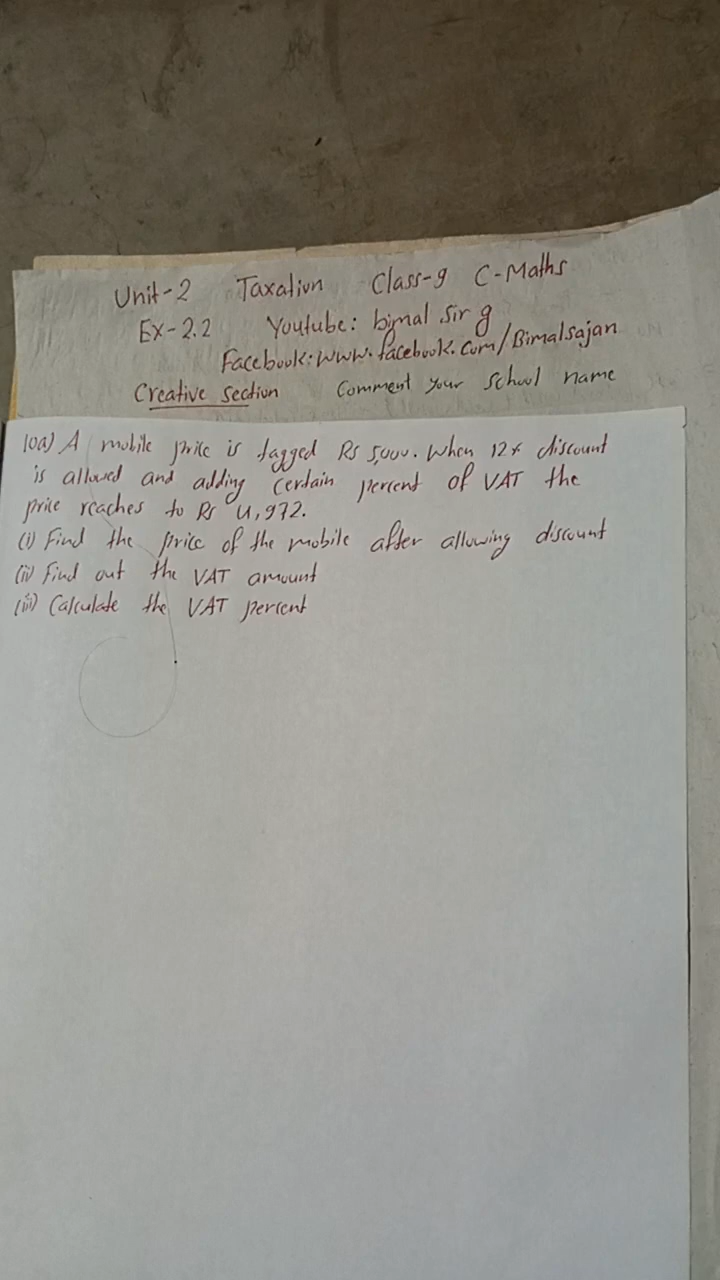 Unit-2 Taxation Class-9 C-Maths
Ex-2.2 Youtube: bimal sir g
Facebook: www.facebook.com/Bimalsajan
Creative section Comment your school name
10a) A mobile price is tagged Rs 5,000. When 12% discount
is allowed and adding certain percent of VAT the
price reaches to Rs 4,972.
(i) Find the price of the mobile after allowing discount
(ii) Find out the VAT amount
(iii) Calculate the VAT percent